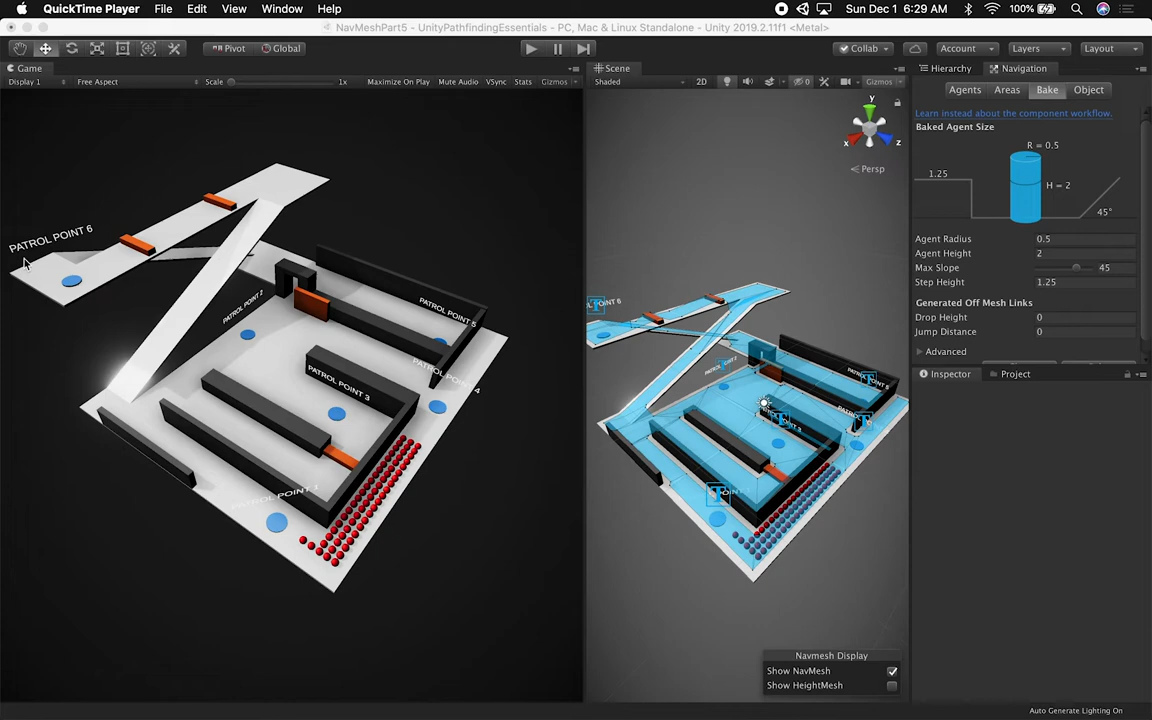 QuickTime Player File Edit View Window Help 100% Sun Dec 1 6:29 AM
NavMeshPart5 - UnityPathfindingEssentials - PC, Mac & Linux Standalone - Unity 2019.2.11f1 <Metal>
Pivot Global Collab Account Layers Layout
Game Scene Hierarchy Navigation
Display 1 Free Aspect Scale 1x Maximize On Play Mute Audio VSync Stats Gizmos Shaded 2D 0 Gizmos
Agents Areas Bake Object
y
x
z
Persp
Learn instead about the component workflow.
Baked Agent Size
R = 0.5
1.25
H = 2
45°
Agent Radius 0.5
Agent Height 2
Max Slope 45
Step Height 1.25
Generated Off Mesh Links
Drop Height 0
Jump Distance 0
Advanced
Inspector Project
PATROL POINT 6
PATROL POINT 2
PATROL POINT 5
PATROL POINT 4
PATROL POINT 3
PATROL POINT 1
Navmesh Display
Show NavMesh
Show HeightMesh
Auto Generate Lighting On